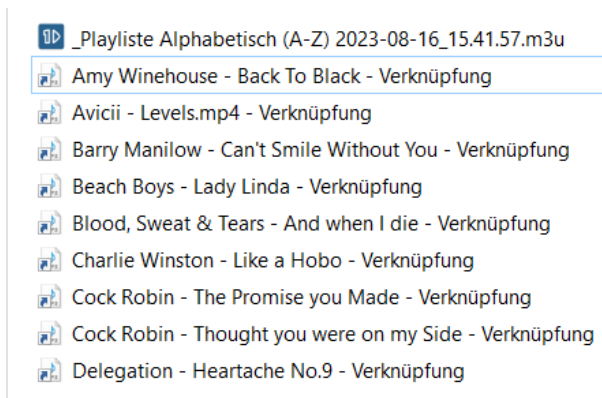 _Playliste Alphabetisch (A-Z) 2023-08-16_15.41.57.m3u
Amy Winehouse - Back To Black - Verknüpfung
Avicii - Levels.mp4 - Verknüpfung
Barry Manilow - Can't Smile Without You - Verknüpfung
Beach Boys - Lady Linda - Verknüpfung
Blood, Sweat & Tears - And when I die - Verknüpfung
Charlie Winston - Like a Hobo - Verknüpfung
Cock Robin - The Promise you Made - Verknüpfung
Cock Robin - Thought you were on my Side - Verknüpfung
Delegation - Heartache No.9 - Verknüpfung